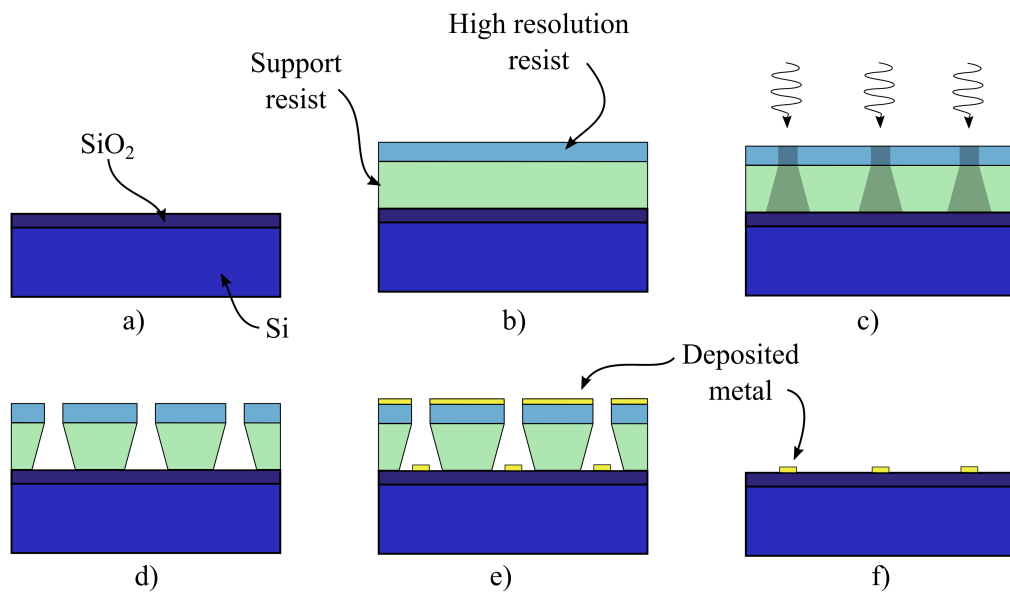 High resolution
resist
Support
resist
SiO₂
Si
a)
b)
c)
Deposited
metal
d)
e)
f)